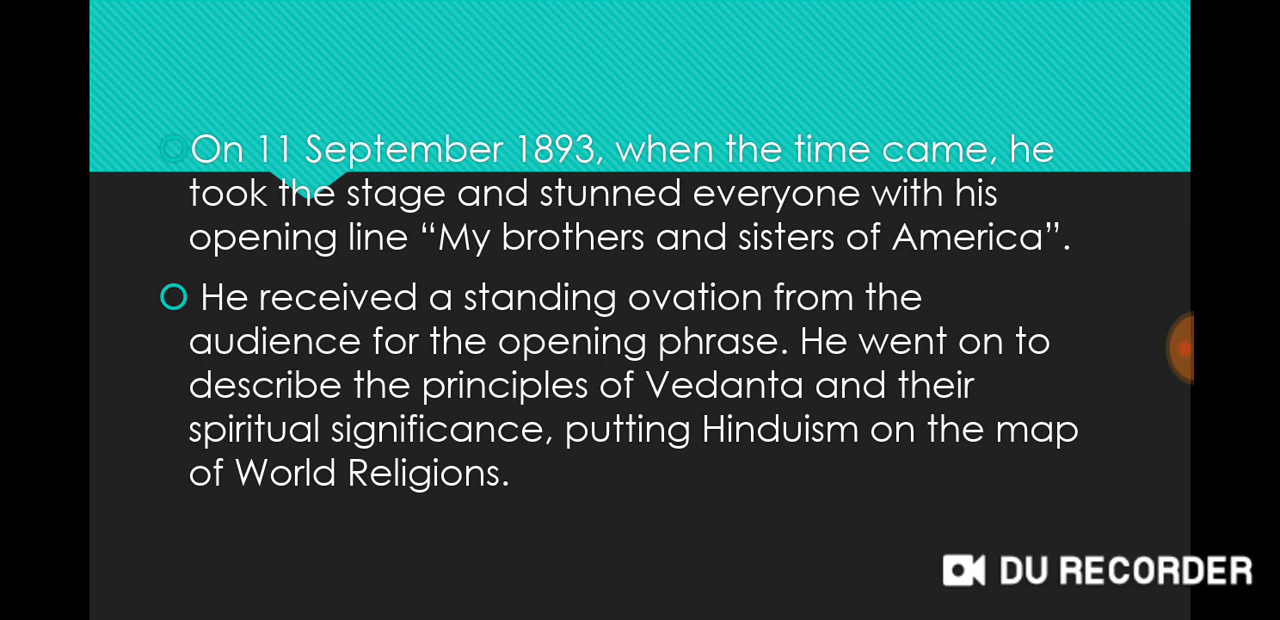 On 11 September 1893, when the time came, he
took the stage and stunned everyone with his
opening line “My brothers and sisters of America”.
He received a standing ovation from the
audience for the opening phrase. He went on to
describe the principles of Vedanta and their
spiritual significance, putting Hinduism on the map
of World Religions.
DU RECORDER